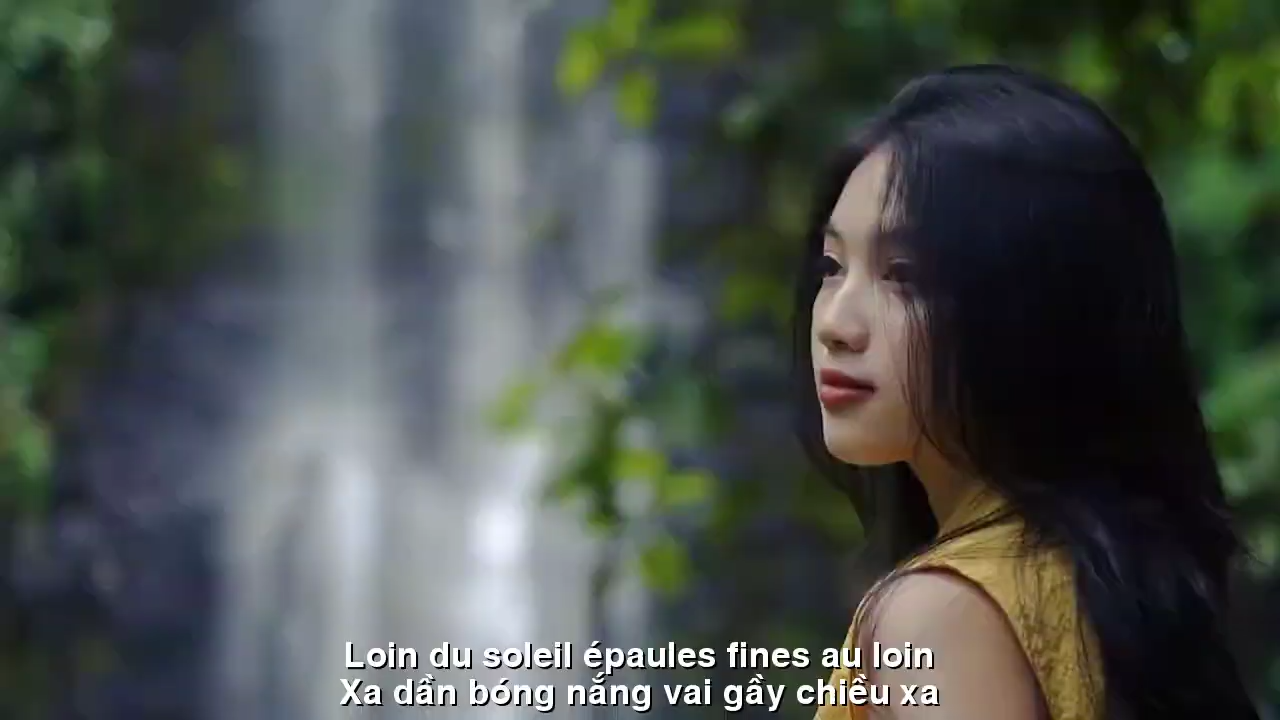 Loin du soleil épaules fines au loin
Xa dần bóng nắng vai gầy chiều xa